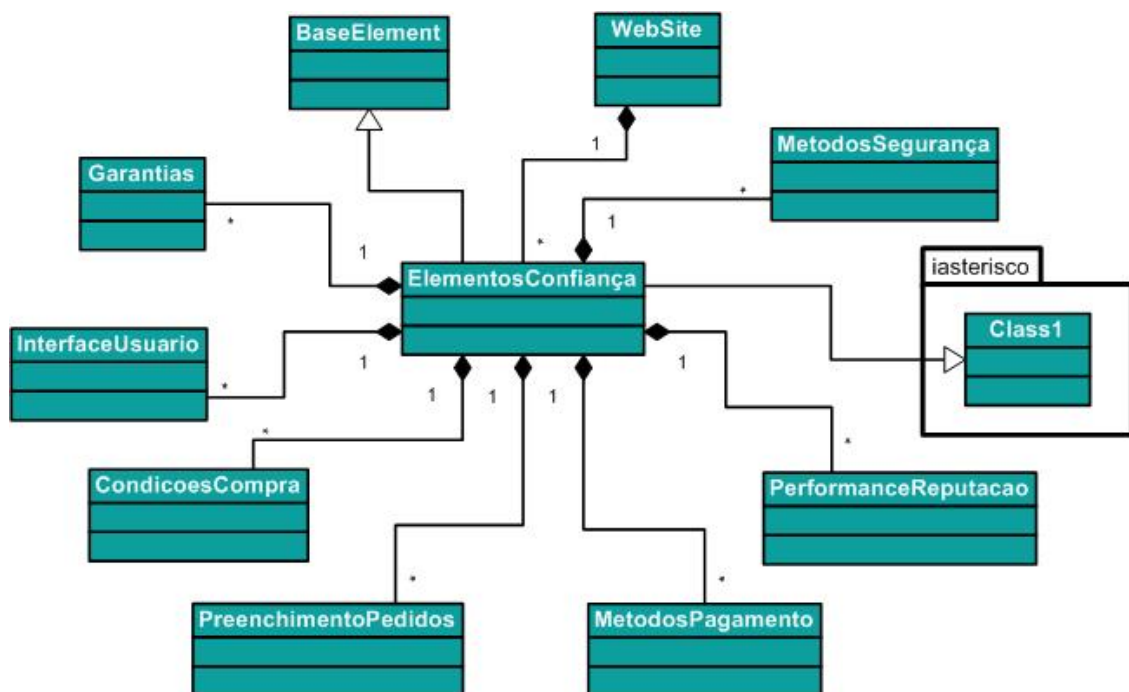 BaseElement
WebSite
1
MetodosSegurança
Garantias
*
*
1
1
*
iasterisco
ElementosConfiança
Class1
InterfaceUsuario
1
1
*
1
1
1
*
*
CondicoesCompra
PerformanceReputacao
*
*
PreenchimentoPedidos
MetodosPagamento